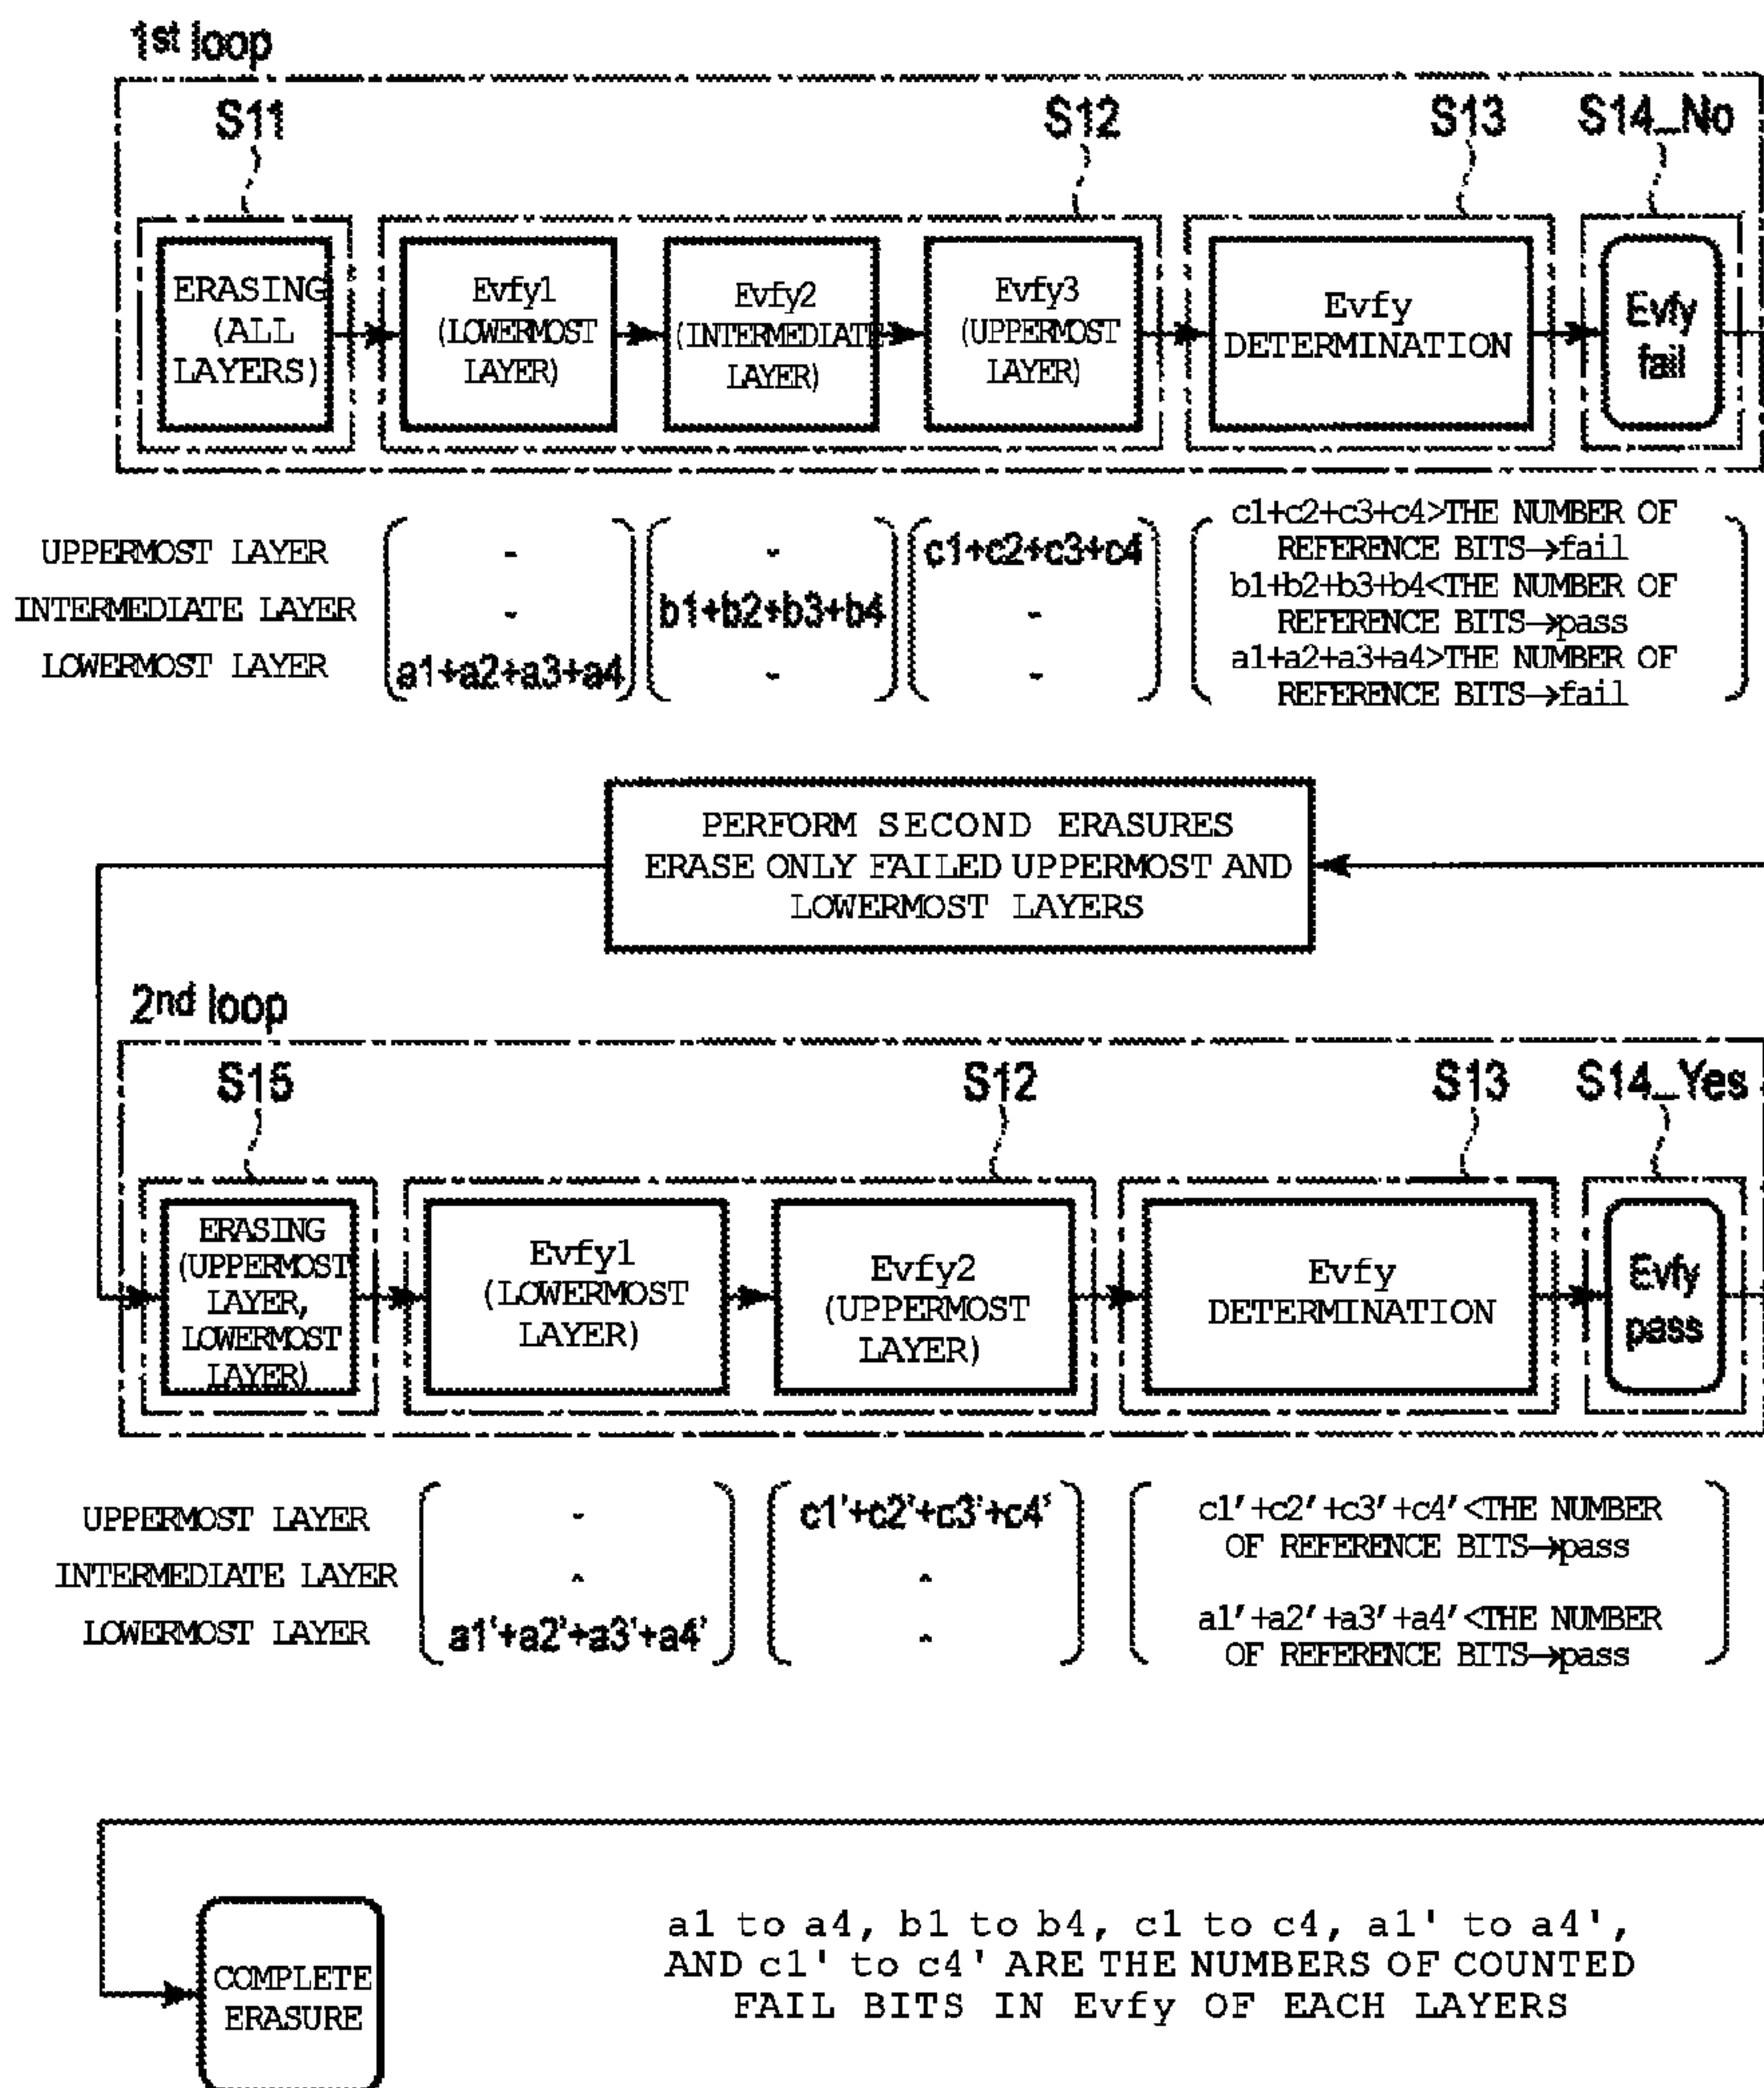 1st loop
S11
S12
S13
S14_No
ERASING
(ALL
LAYERS)
Evfy1
(LOWERMOST
LAYER)
Evfy2
(INTERMEDIATE
LAYER)
Evfy3
(UPPERMOST
LAYER)
Evfy
DETERMINATION
Evfy
fail
UPPERMOST LAYER
INTERMEDIATE LAYER
LOWERMOST LAYER
-
-
a1+a2+a3+a4
-
b1+b2+b3+b4
-
c1+c2+c3+c4
-
-
c1+c2+c3+c4>THE NUMBER OF
REFERENCE BITS→fail
b1+b2+b3+b4<THE NUMBER OF
REFERENCE BITS→pass
a1+a2+a3+a4>THE NUMBER OF
REFERENCE BITS→fail
PERFORM SECOND ERASURES
ERASE ONLY FAILED UPPERMOST AND
LOWERMOST LAYERS
2nd loop
S15
S12
S13
S14_Yes
ERASING
(UPPERMOST
LAYER,
LOWERMOST
LAYER)
Evfy1
(LOWERMOST
LAYER)
Evfy2
(UPPERMOST
LAYER)
Evfy
DETERMINATION
Evfy
pass
UPPERMOST LAYER
INTERMEDIATE LAYER
LOWERMOST LAYER
-
-
a1'+a2'+a3'+a4'
c1'+c2'+c3'+c4'
-
-
c1'+c2'+c3'+c4'<THE NUMBER
OF REFERENCE BITS→pass
a1'+a2'+a3'+a4'<THE NUMBER
OF REFERENCE BITS→pass
COMPLETE
ERASURE
a1 to a4, b1 to b4, c1 to c4, a1' to a4',
AND c1' to c4' ARE THE NUMBERS OF COUNTED
FAIL BITS IN Evfy OF EACH LAYERS